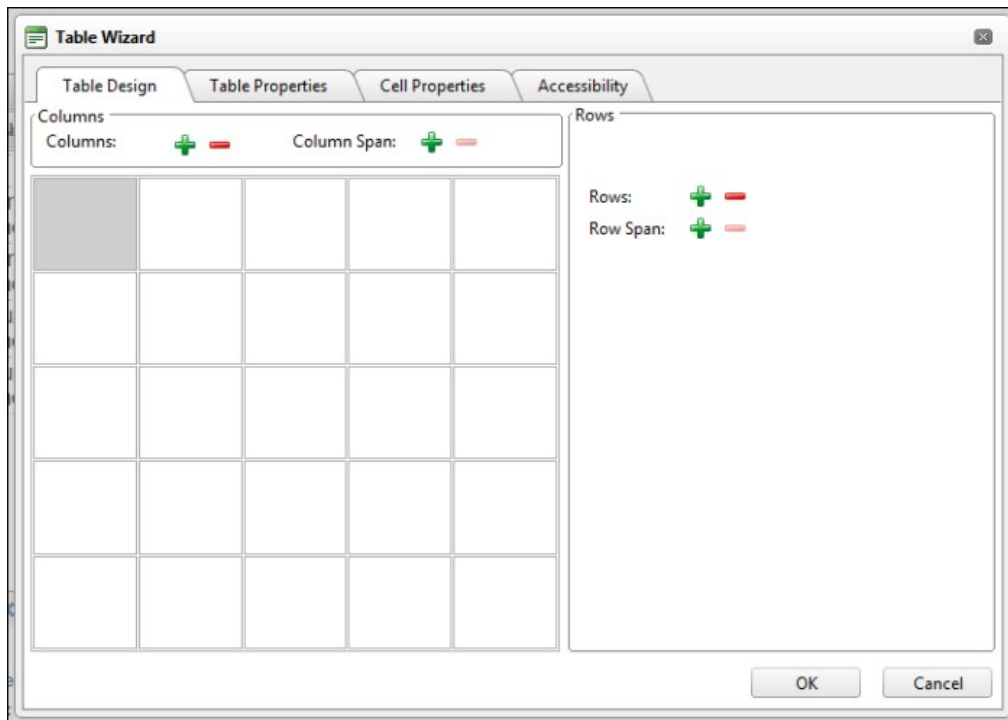 Table Wizard
Table Design Table Properties Cell Properties Accessibility
Columns
Columns: Column Span:
Rows
Rows:
Row Span:
OK Cancel